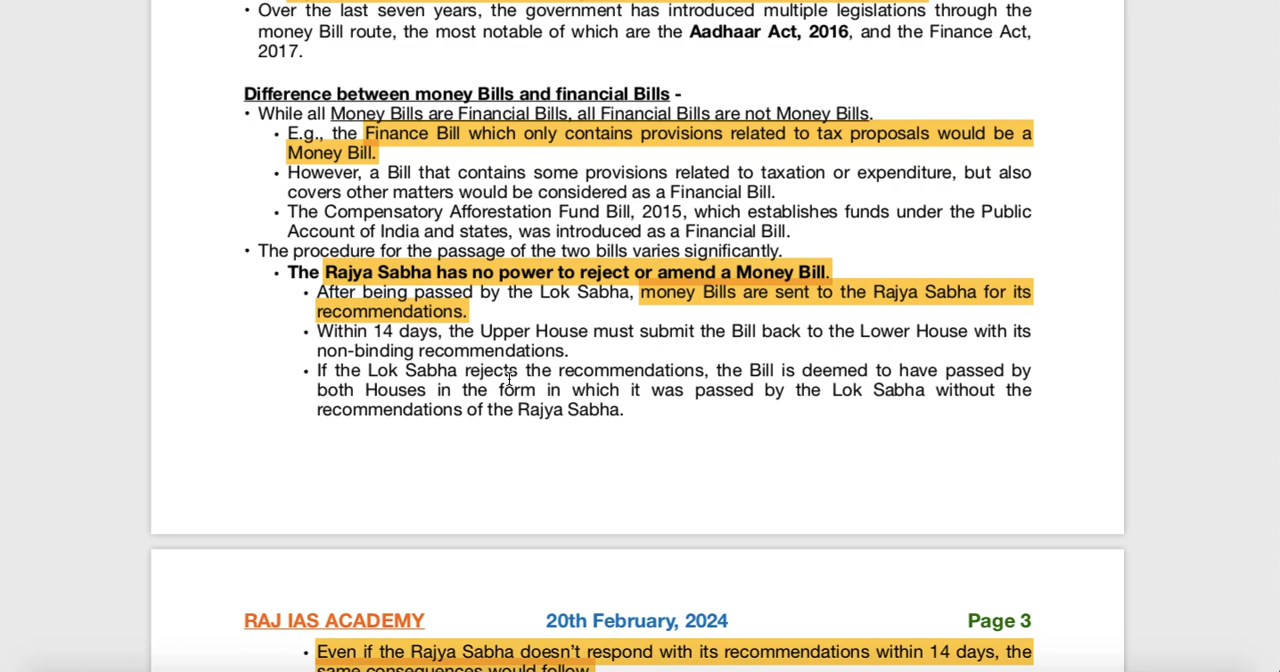 • Over the last seven years, the government has introduced multiple legislations through the
money Bill route, the most notable of which are the Aadhaar Act, 2016, and the Finance Act,
2017.
Difference between money Bills and financial Bills -
• While all Money Bills are Financial Bills, all Financial Bills are not Money Bills.
• E.g., the Finance Bill which only contains provisions related to tax proposals would be a
Money Bill.
• However, a Bill that contains some provisions related to taxation or expenditure, but also
covers other matters would be considered as a Financial Bill.
• The Compensatory Afforestation Fund Bill, 2015, which establishes funds under the Public
Account of India and states, was introduced as a Financial Bill.
• The procedure for the passage of the two bills varies significantly.
• The Rajya Sabha has no power to reject or amend a Money Bill.
• After being passed by the Lok Sabha, money Bills are sent to the Rajya Sabha for its
recommendations.
• Within 14 days, the Upper House must submit the Bill back to the Lower House with its
non-binding recommendations.
• If the Lok Sabha rejects the recommendations, the Bill is deemed to have passed by
both Houses in the form in which it was passed by the Lok Sabha without the
recommendations of the Rajya Sabha.
RAJ IAS ACADEMY 20th February, 2024 Page 3
• Even if the Rajya Sabha doesn’t respond with its recommendations within 14 days, the
same consequences would follow.